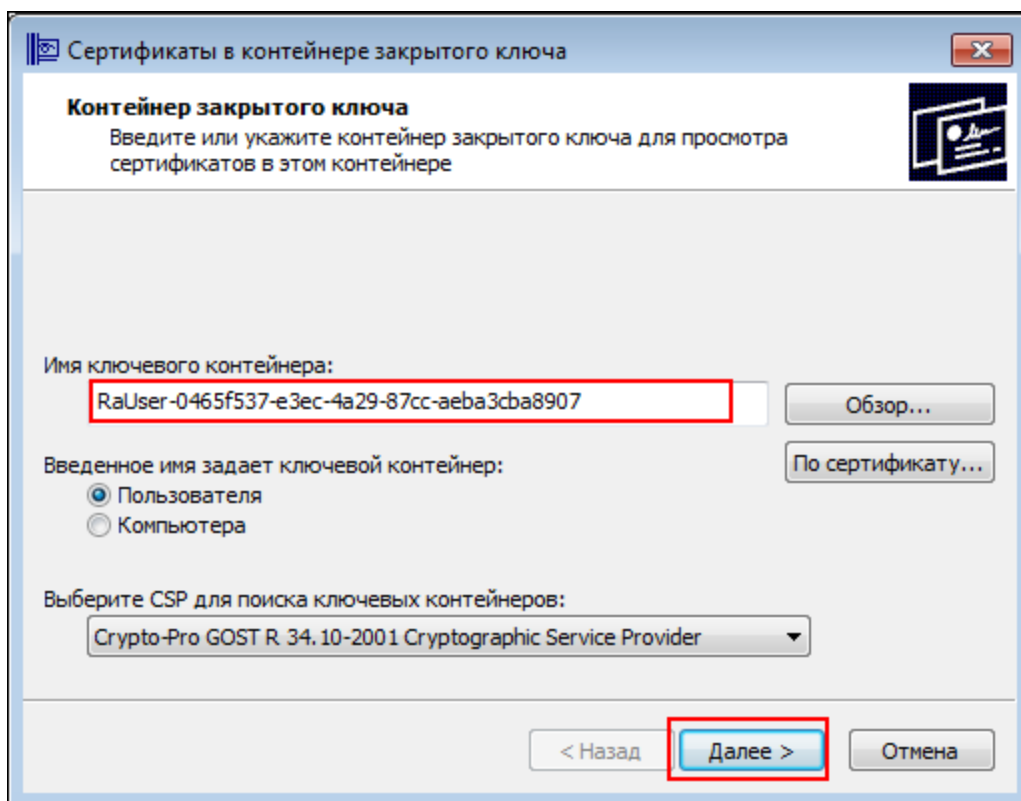 Сертификаты в контейнере закрытого ключа
Контейнер закрытого ключа
Введите или укажите контейнер закрытого ключа для просмотра
сертификатов в этом контейнере
Имя ключевого контейнера:
RaUser-0465f537-e3ec-4a29-87cc-aeba3cba8907
Обзор...
Введенное имя задает ключевой контейнер:
По сертификату...
Пользователя
Компьютера
Выберите CSP для поиска ключевых контейнеров:
Crypto-Pro GOST R 34.10-2001 Cryptographic Service Provider
< Назад
Далее >
Отмена